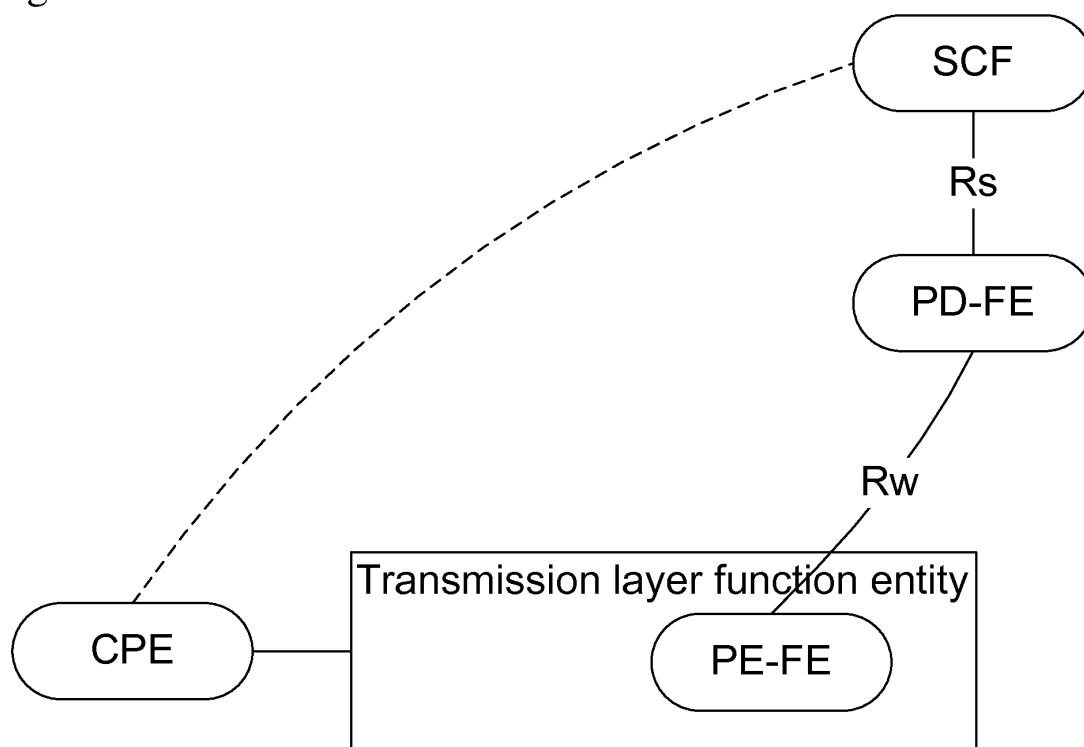 SCF
Rs
PD-FE
Rw
Transmission layer function entity
CPE
PE-FE